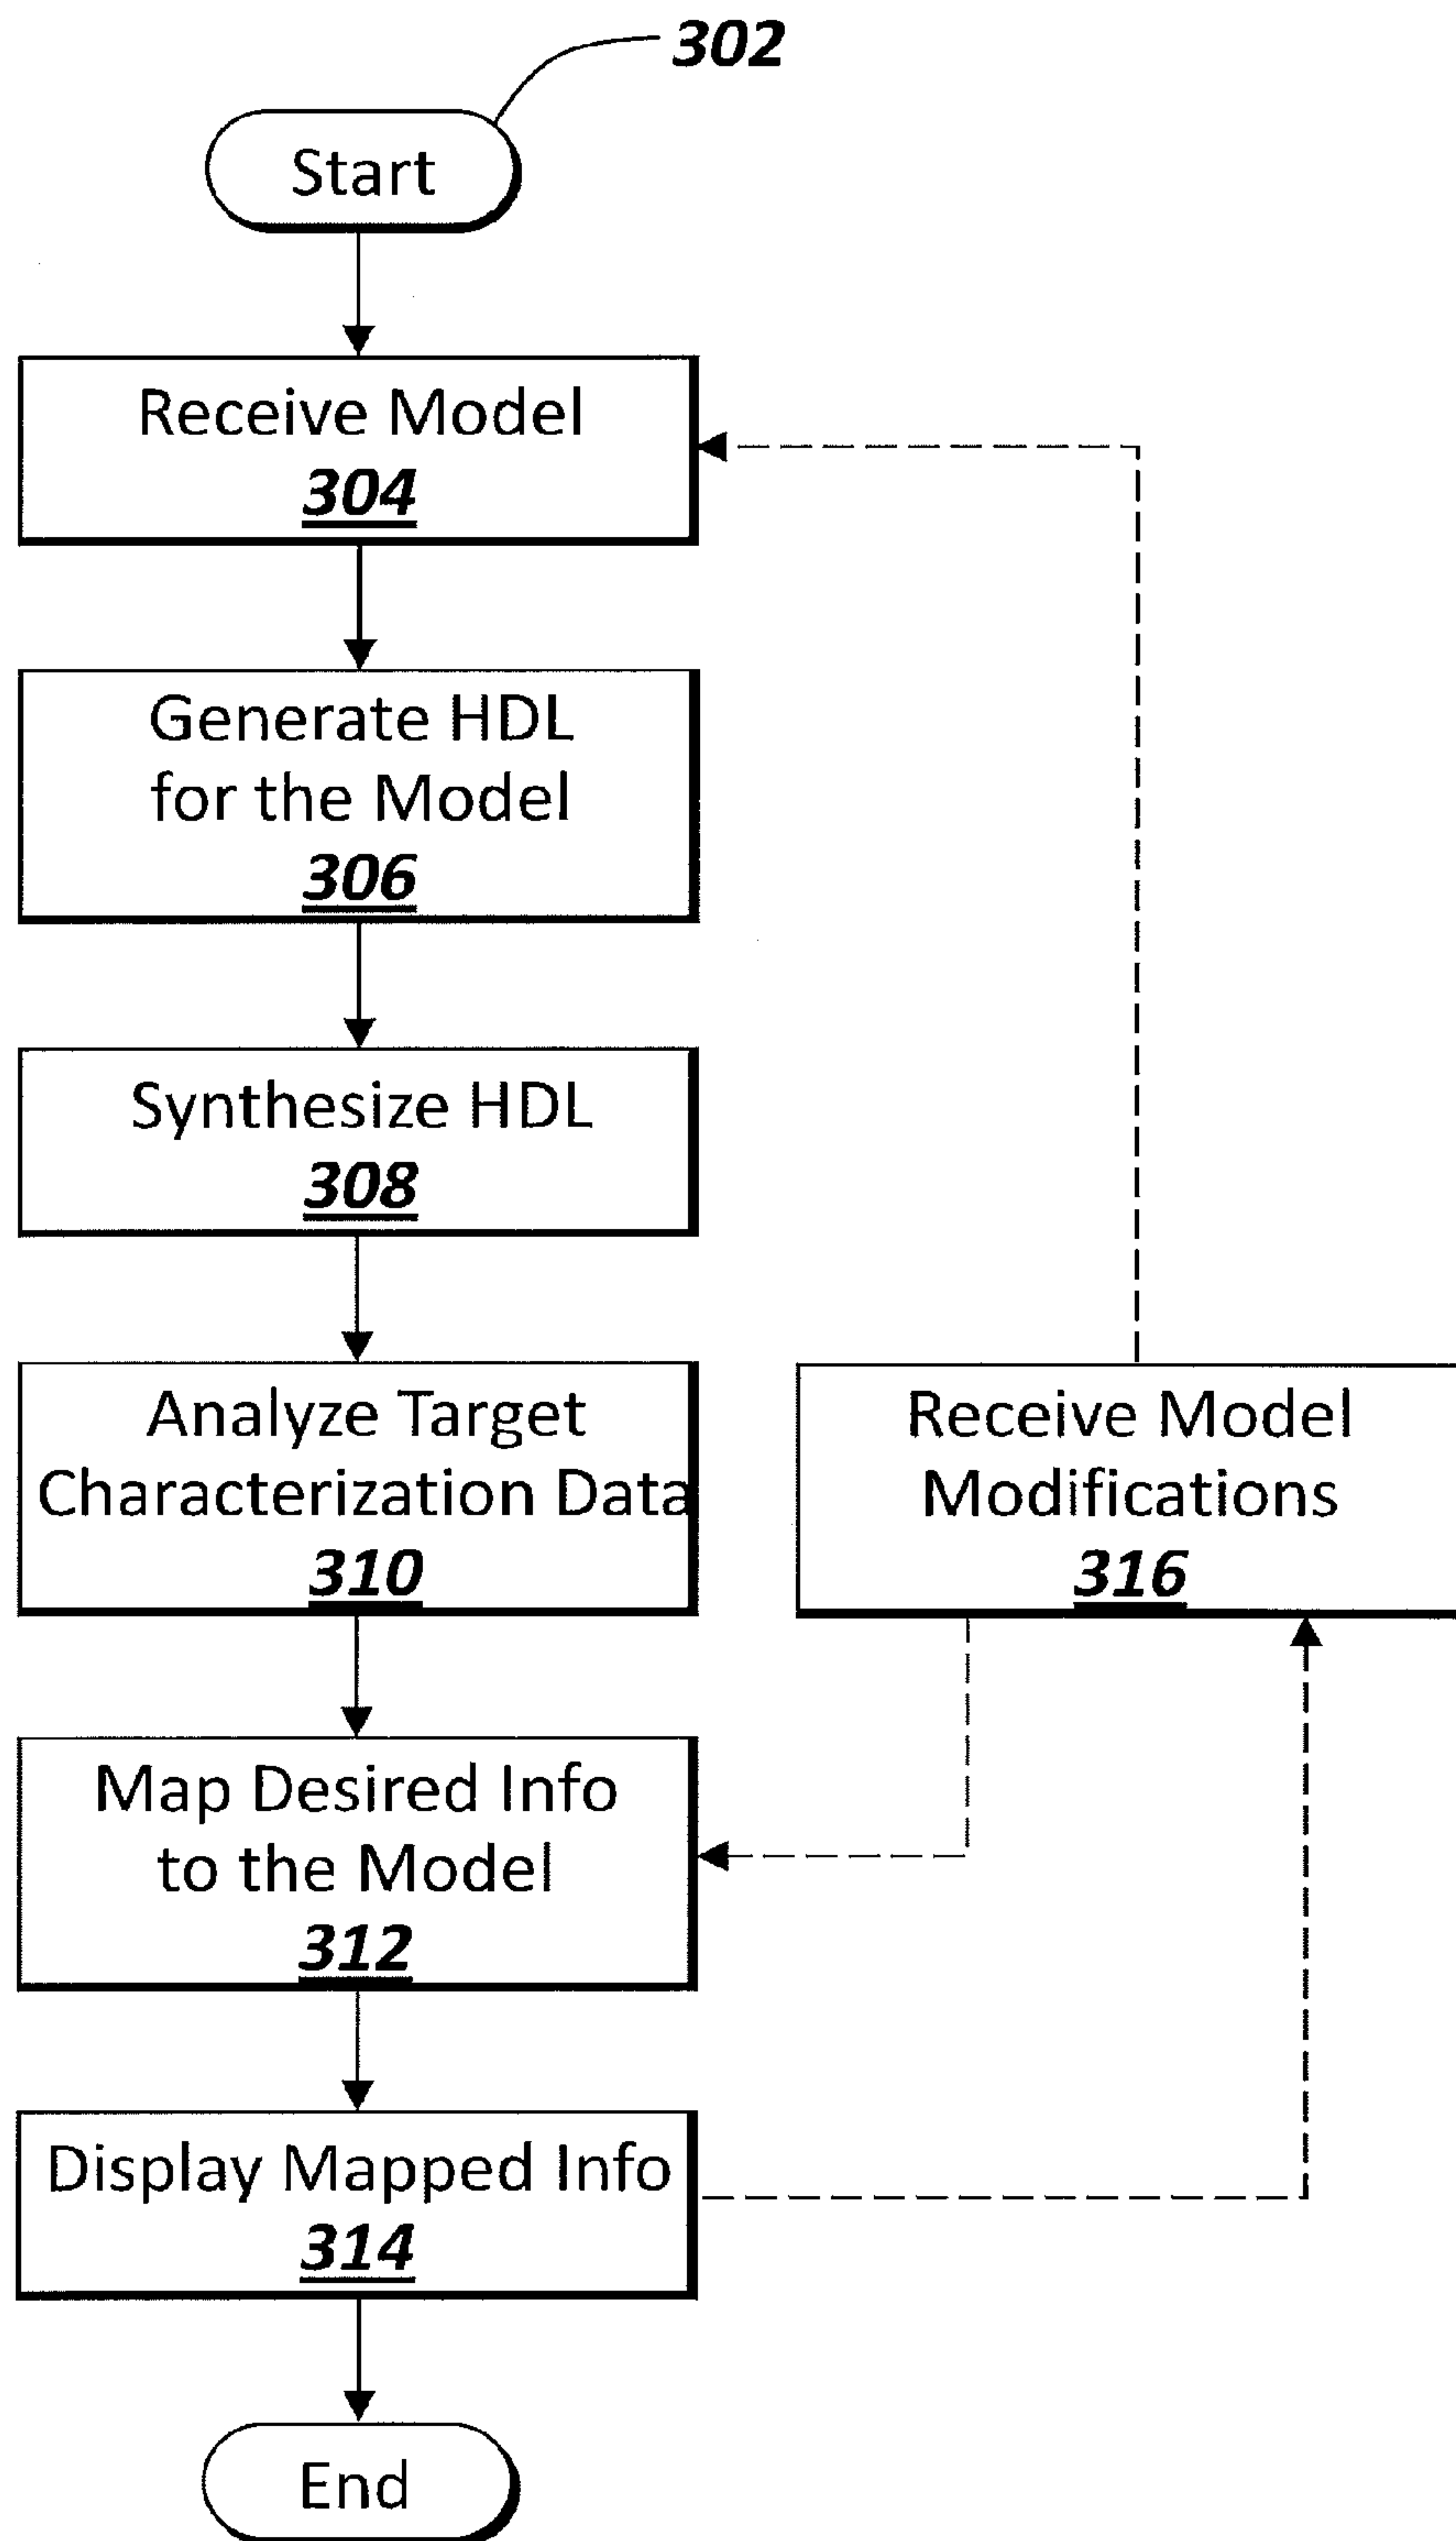 302
Start
Receive Model
304
Generate HDL
for the Model
306
Synthesize HDL
308
Analyze Target
Characterization Data
310
Receive Model
Modifications
316
Map Desired Info
to the Model
312
Display Mapped Info
314
End